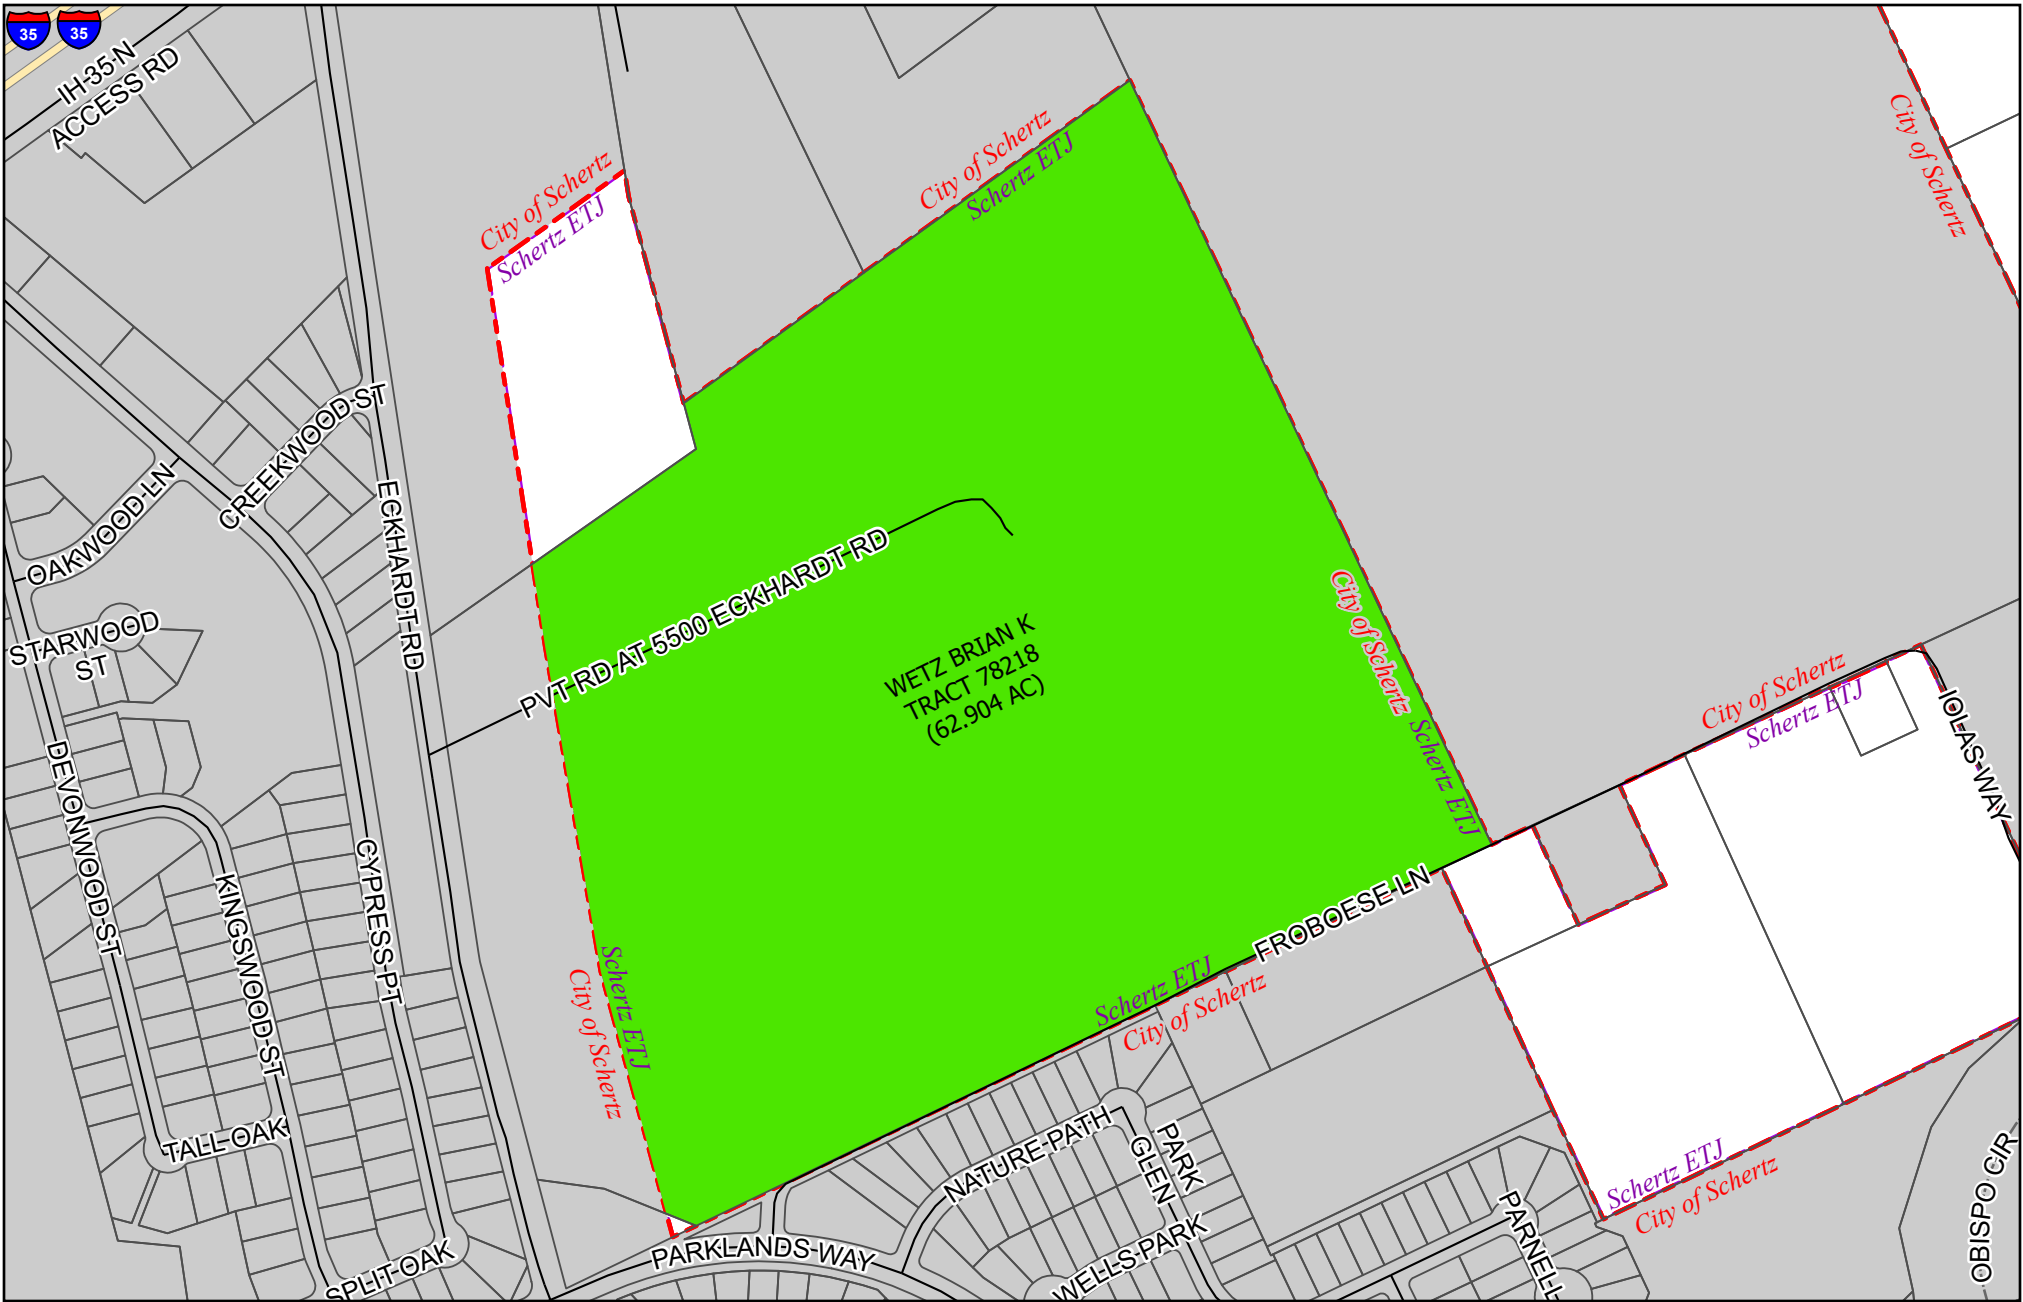 35
35
IH-35-N
ACCESS RD
City of Schertz
Schertz ETJ
City of Schertz
Schertz ETJ
City of Schertz
CREEKWOOD ST
OAKWOOD LN
ECKHARDT RD
STARWOOD
ST
PVT RD AT 5500 ECKHARDT RD
WETZ BRIAN K
TRACT 78218
(62.904 AC)
City of Schertz
Schertz ETJ
City of Schertz
Schertz ETJ
IOLAS WAY
DEVONWOOD ST
KINGSWOOD ST
CYPRESS PT
Schertz ETJ
City of Schertz
FROBOESE LN
Schertz ETJ
City of Schertz
TALL OAK
SPLIT OAK
PARKLANDS WAY
NATURE PATH
PARK
GLEN
WELLS PARK
PARNELL
Schertz ETJ
City of Schertz
OBISPO CIR